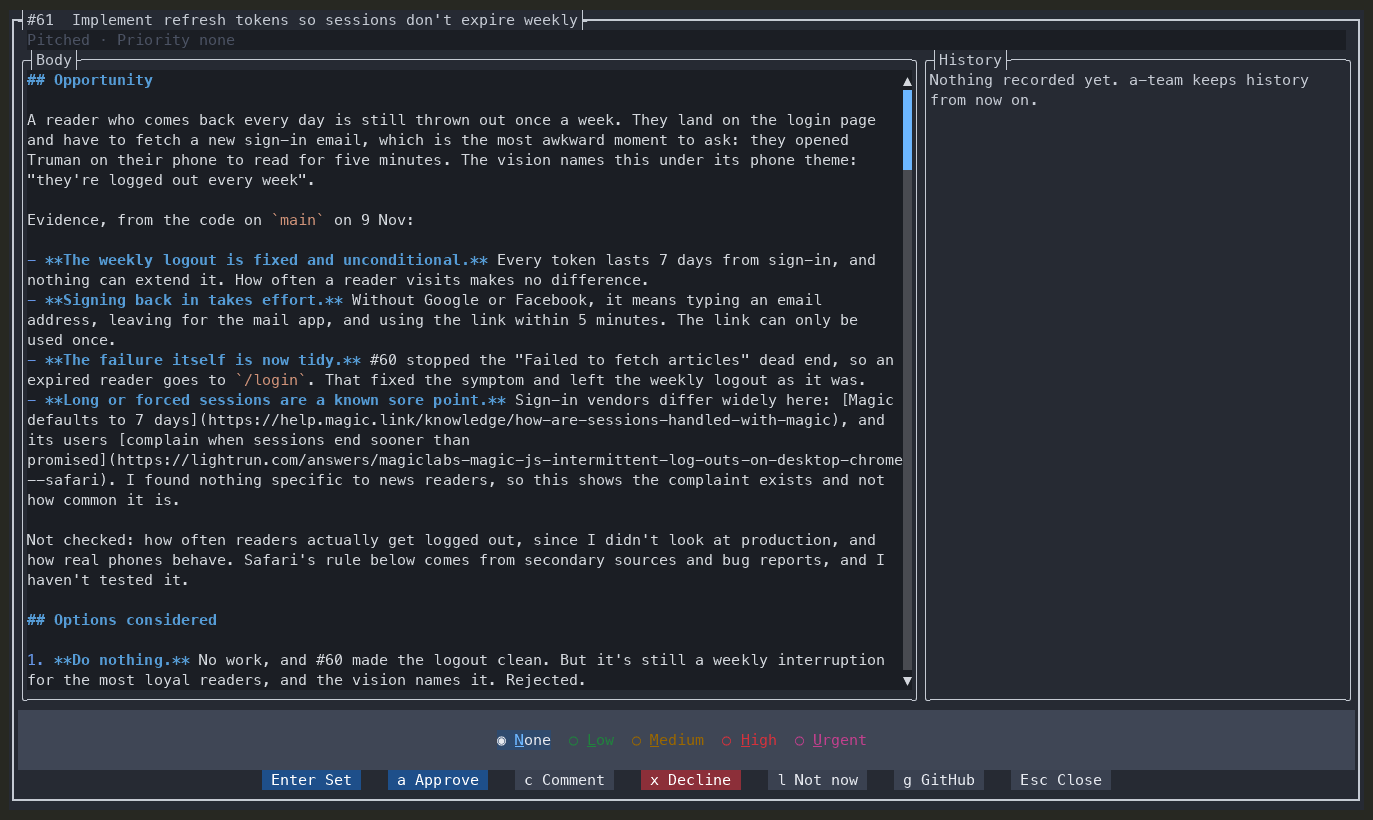 #61  Implement refresh tokens so sessions don't expire weekly
Pitched · Priority none
Body
## Opportunity
A reader who comes back every day is still thrown out once a week. They land on the login page
and have to fetch a new sign-in email, which is the most awkward moment to ask: they opened
Truman on their phone to read for five minutes. The vision names this under its phone theme:
"they're logged out every week".
Evidence, from the code on `main` on 9 Nov:
- **The weekly logout is fixed and unconditional.** Every token lasts 7 days from sign-in, and
nothing can extend it. How often a reader visits makes no difference.
- **Signing back in takes effort.** Without Google or Facebook, it means typing an email
address, leaving for the mail app, and using the link within 5 minutes. The link can only be
used once.
- **The failure itself is now tidy.** #60 stopped the "Failed to fetch articles" dead end, so an
expired reader goes to `/login`. That fixed the symptom and left the weekly logout as it was.
- **Long or forced sessions are a known sore point.** Sign-in vendors differ widely here: [Magic
defaults to 7 days](https://help.magic.link/knowledge/how-are-sessions-handled-with-magic), and
its users [complain when sessions end sooner than
promised](https://lightrun.com/answers/magiclabs-magic-js-intermittent-log-outs-on-desktop-chrome
--safari). I found nothing specific to news readers, so this shows the complaint exists and not
how common it is.
Not checked: how often readers actually get logged out, since I didn't look at production, and
how real phones behave. Safari's rule below comes from secondary sources and bug reports, and I
haven't tested it.
## Options considered
1. **Do nothing.** No work, and #60 made the logout clean. But it's still a weekly interruption
for the most loyal readers, and the vision names it. Rejected.
History
Nothing recorded yet. a-team keeps history
from now on.
◉ None ○ Low ○ Medium ○ High ○ Urgent
Enter Set a Approve c Comment x Decline l Not now g GitHub Esc Close